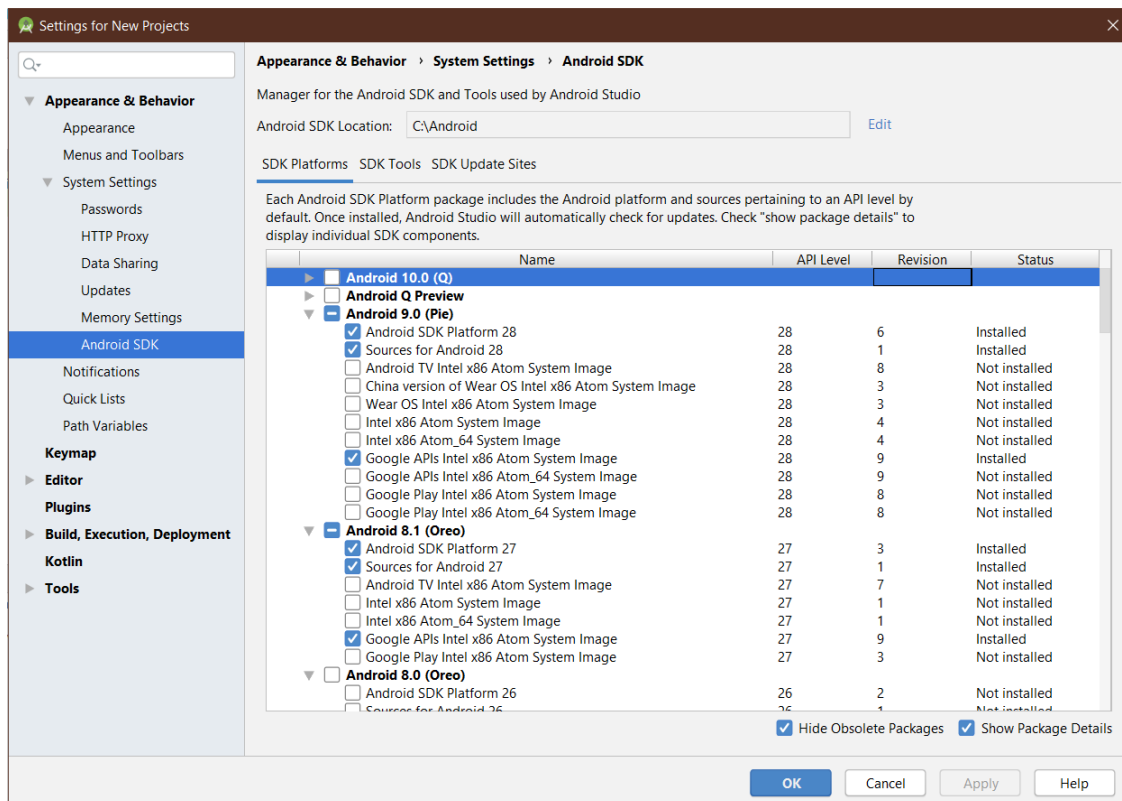 Settings for New Projects
Appearance & Behavior
Appearance
Menus and Toolbars
System Settings
Passwords
HTTP Proxy
Data Sharing
Updates
Memory Settings
Android SDK
Notifications
Quick Lists
Path Variables
Keymap
Editor
Plugins
Build, Execution, Deployment
Kotlin
Tools
Appearance & Behavior › System Settings › Android SDK
Manager for the Android SDK and Tools used by Android Studio
Android SDK Location: C:\Android Edit
SDK Platforms SDK Tools SDK Update Sites
Each Android SDK Platform package includes the Android platform and sources pertaining to an API level by
default. Once installed, Android Studio will automatically check for updates. Check "show package details" to
display individual SDK components.
Name API Level Revision Status
Android 10.0 (Q)
Android Q Preview
Android 9.0 (Pie)
Android SDK Platform 28 28 6 Installed
Sources for Android 28 28 1 Installed
Android TV Intel x86 Atom System Image 28 8 Not installed
China version of Wear OS Intel x86 Atom System Image 28 3 Not installed
Wear OS Intel x86 Atom System Image 28 3 Not installed
Intel x86 Atom System Image 28 4 Not installed
Intel x86 Atom_64 System Image 28 4 Not installed
Google APIs Intel x86 Atom System Image 28 9 Installed
Google APIs Intel x86 Atom_64 System Image 28 9 Not installed
Google Play Intel x86 Atom System Image 28 8 Not installed
Google Play Intel x86 Atom_64 System Image 28 8 Not installed
Android 8.1 (Oreo)
Android SDK Platform 27 27 3 Installed
Sources for Android 27 27 1 Installed
Android TV Intel x86 Atom System Image 27 7 Not installed
Intel x86 Atom System Image 27 1 Not installed
Intel x86 Atom_64 System Image 27 1 Not installed
Google APIs Intel x86 Atom System Image 27 9 Installed
Google Play Intel x86 Atom System Image 27 3 Not installed
Android 8.0 (Oreo)
Android SDK Platform 26 26 2 Not installed
Sources for Android 26 26 1 Not installed
Hide Obsolete Packages Show Package Details
OK Cancel Apply Help